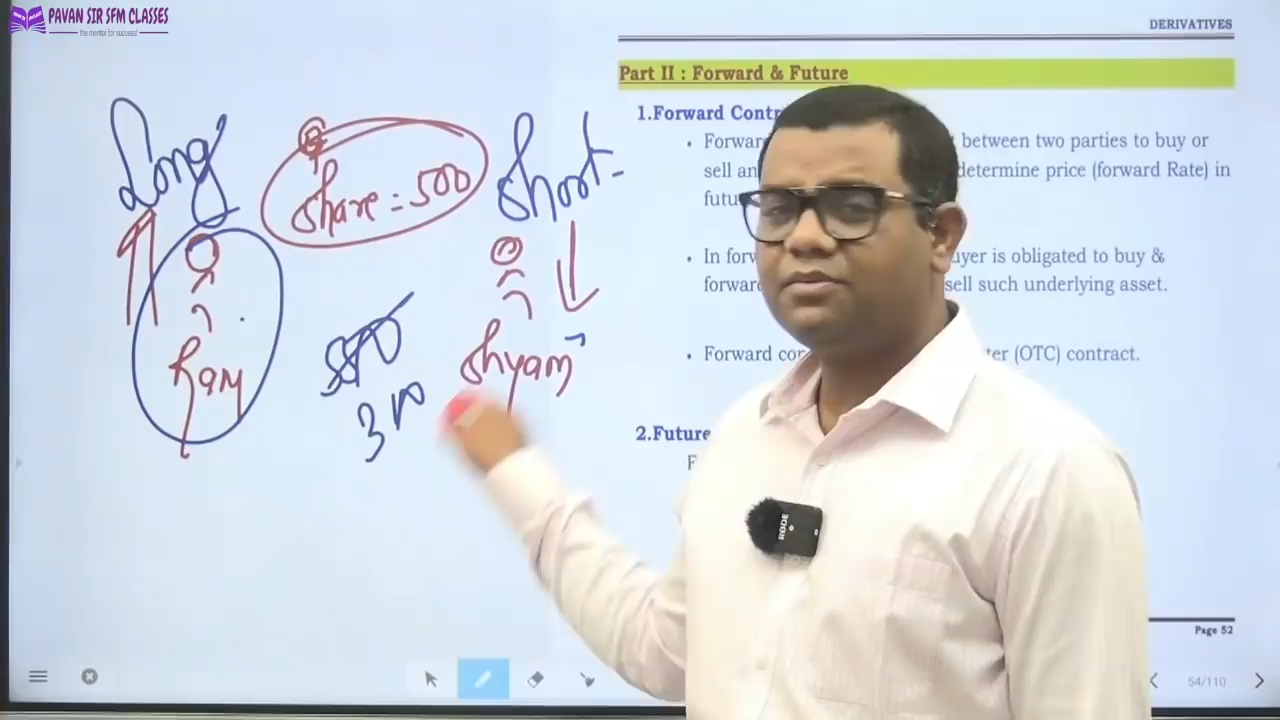 PAVAN SIR SFM CLASSES
the mentor for success!
DERIVATIVES
Part II : Forward & Future
1.Forward Contr
• Forwar between two parties to buy or
sell an determine price (forward Rate) in
futu
• In forw uyer is obligated to buy &
forwar sell such underlying asset.
• Forward con ter (OTC) contract.
2.Future
F
Page 52
54/110
Long
Share = 500
Short
Ram
Shyam
RODE